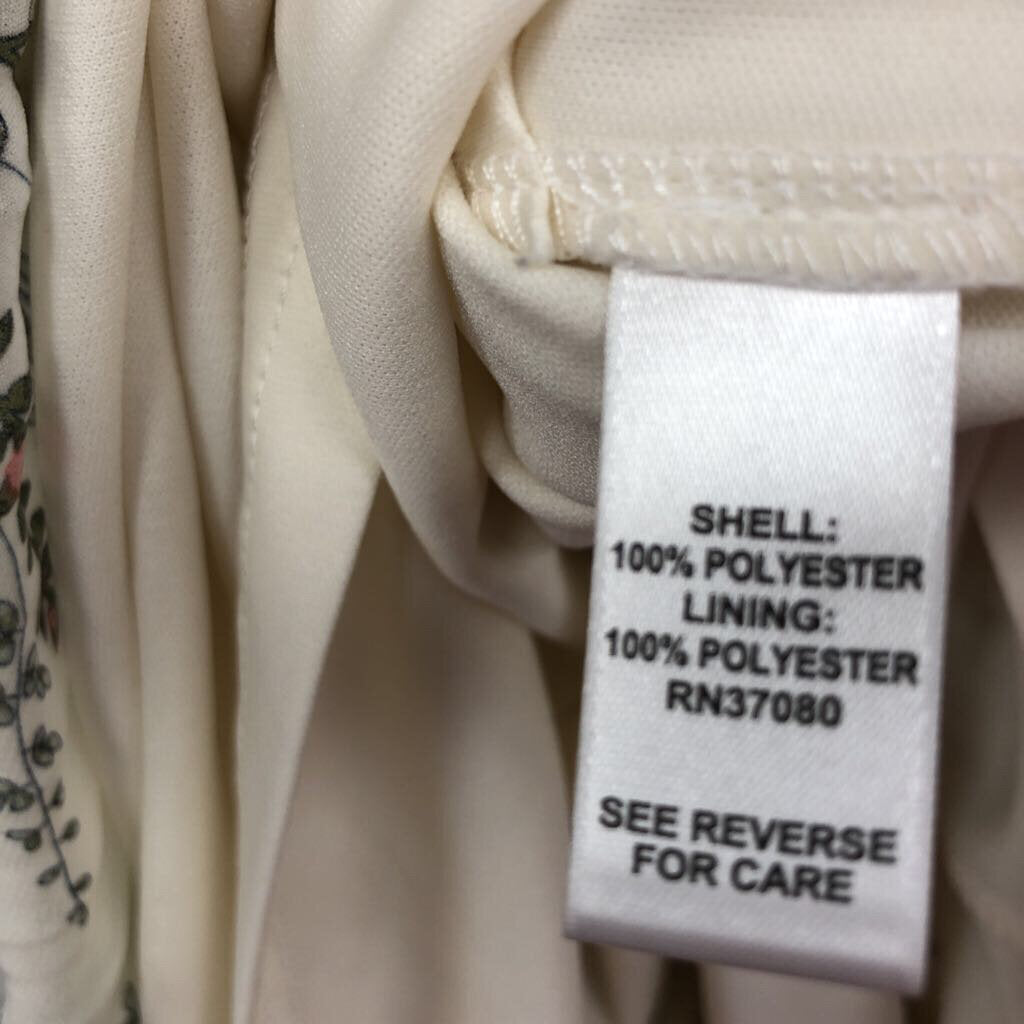 SHELL:
100% POLYESTER
LINING:
100% POLYESTER
RN37080
SEE REVERSE
FOR CARE